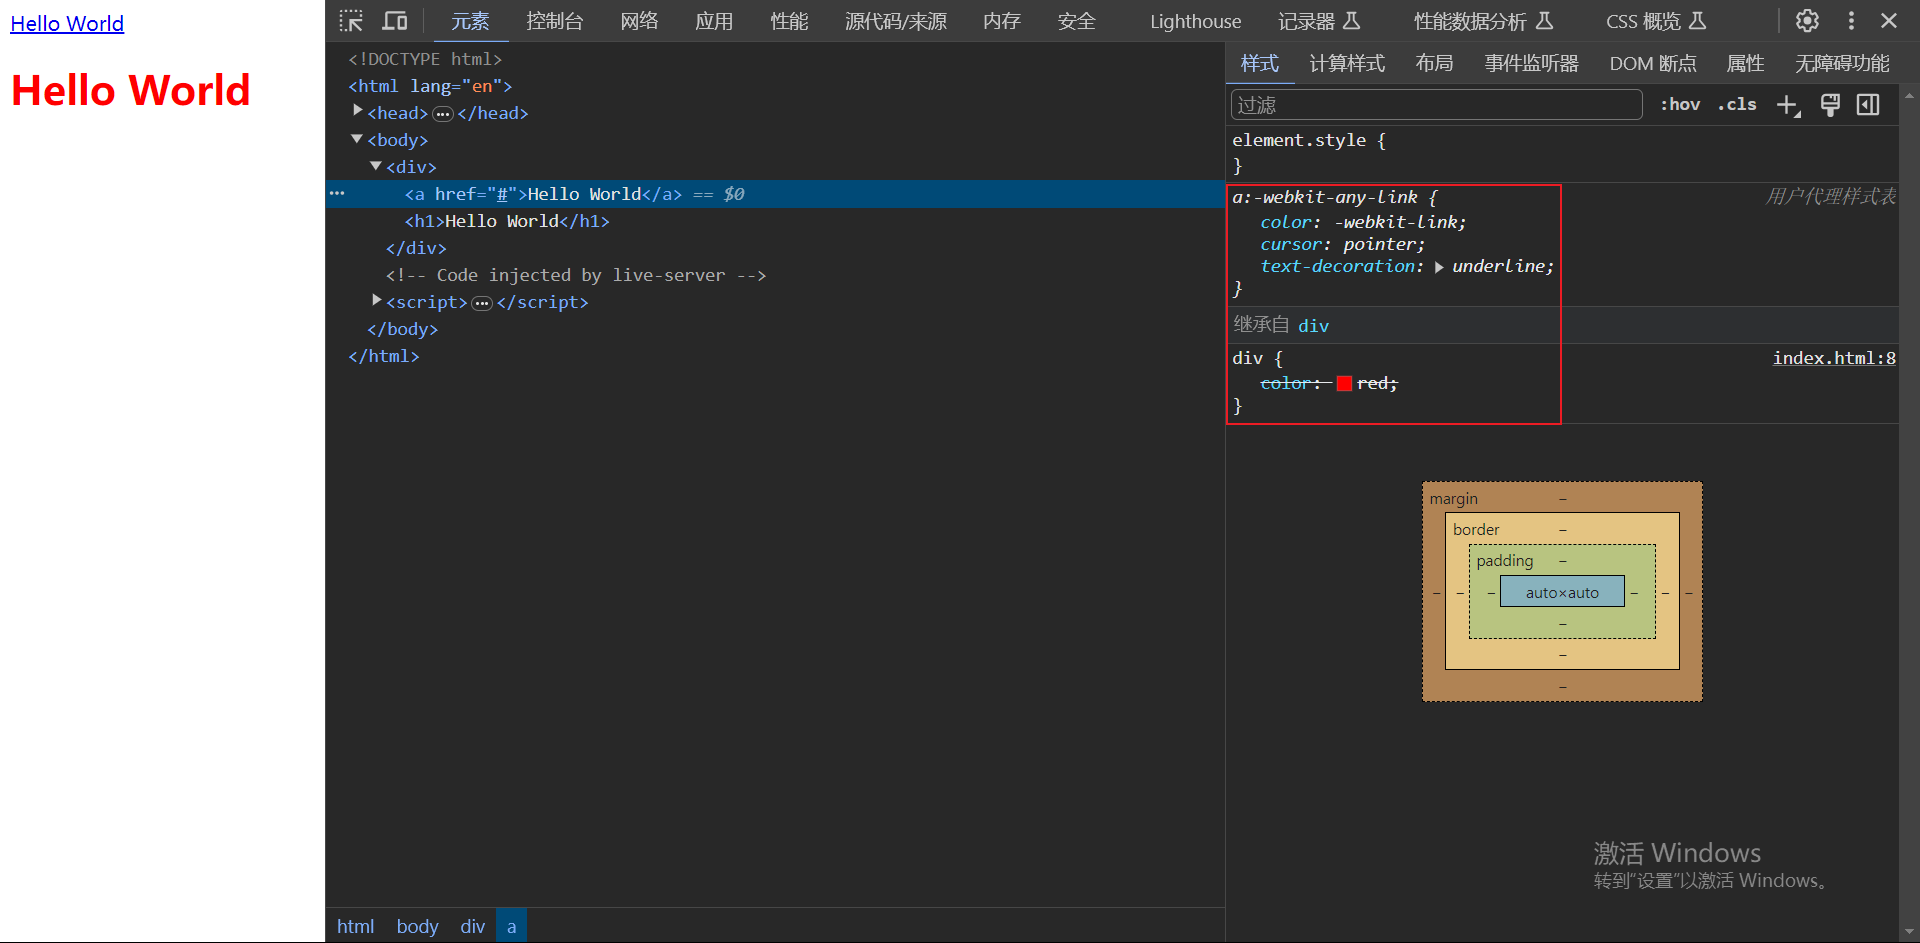 Hello World
Hello World
元素 控制台 网络 应用 性能 源代码/来源 内存 安全 Lighthouse 记录器 性能数据分析 CSS 概览
<!DOCTYPE html>
<html lang="en">
<head>…</head>
<body>
<div>
… <a href="#">Hello World</a> == $0
<h1>Hello World</h1>
</div>
<!-- Code injected by live-server -->
<script>…</script>
</body>
</html>
html body div a
样式 计算样式 布局 事件监听器 DOM 断点 属性 无障碍功能
过滤 :hov .cls
element.style {
}
a:-webkit-any-link { 用户代理样式表
color: -webkit-link;
cursor: pointer;
text-decoration: underline;
}
继承自 div
div { index.html:8
color: red;
}
margin –
border –
padding –
– – – auto×auto – – –
–
–
–
激活 Windows
转到“设置”以激活 Windows。